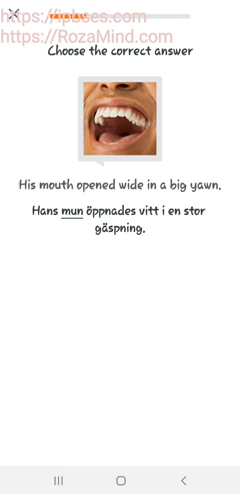 https://ipbees.com
https://RozaMind.com
Choose the correct answer
His mouth opened wide in a big yawn.
Hans mun öppnades vitt i en stor
gäspning.